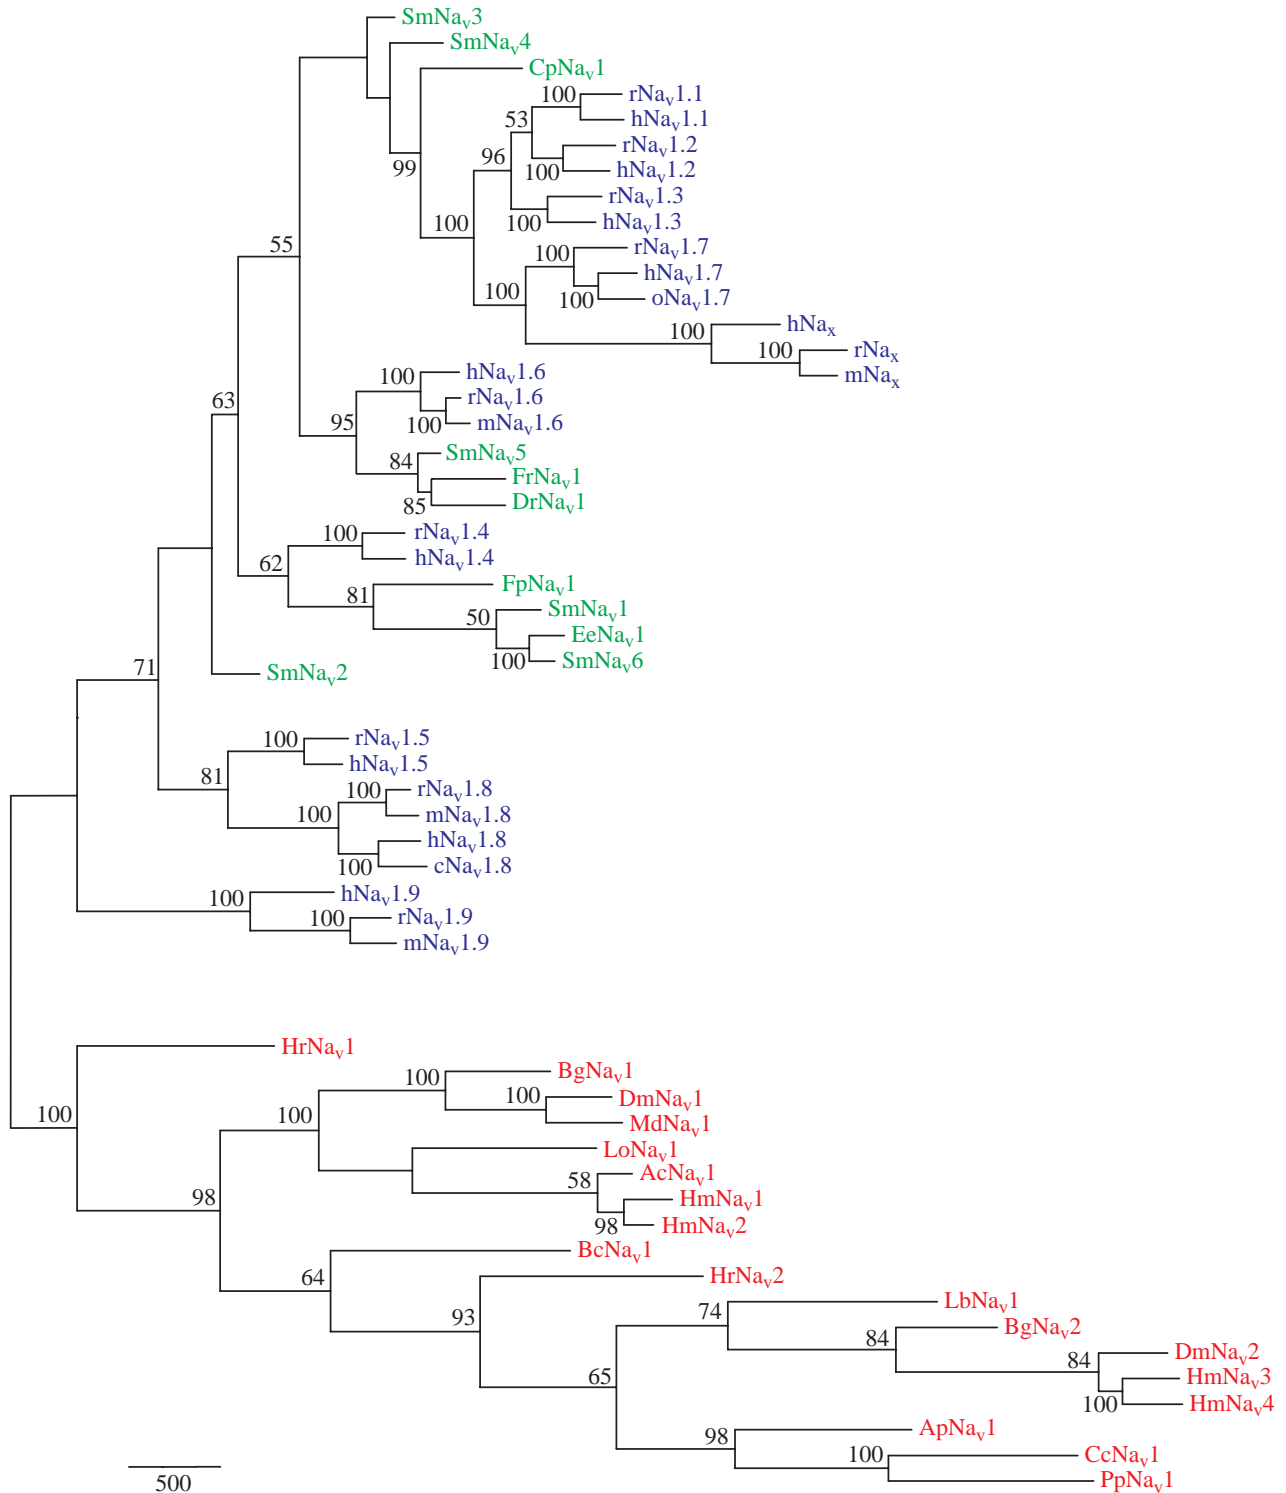 SmNav3
SmNav4
CpNav1
100 rNav1.1
53 hNav1.1
rNav1.2
96
99 100 hNav1.2
rNav1.3
100 100 hNav1.3
55 100 rNav1.7
hNav1.7
100 100 oNav1.7
100 hNax
100 rNax
100 hNav1.6 mNax
63 rNav1.6
95 100 mNav1.6
84 SmNav5
FrNav1
85 DrNav1
100 rNav1.4
62 hNav1.4
81 FpNav1
50 SmNav1
EeNav1
71 SmNav2 100 SmNav6
100 rNav1.5
81 hNav1.5
100 rNav1.8
100 mNav1.8
hNav1.8
100 cNav1.8
100 hNav1.9
100 rNav1.9
mNav1.9
HrNav1
100 BgNav1
100 100 100 DmNav1
MdNav1
LoNav1
98 58 AcNav1
HmNav1
98 HmNav2
BcNav1
64 HrNav2
93 74 LbNav1
84 BgNav2
65 84 DmNav2
HmNav3
100 HmNav4
98 ApNav1
100 CcNav1
500 PpNav1